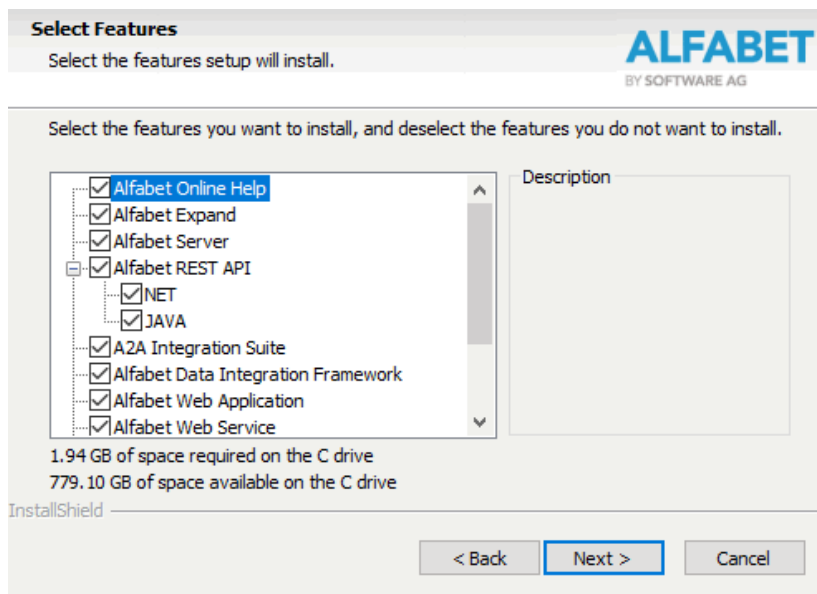 Select Features
Select the features setup will install.
ALFABET
BY SOFTWARE AG
Select the features you want to install, and deselect the features you do not want to install.
Alfabet Online Help
Alfabet Expand
Alfabet Server
Alfabet REST API
NET
JAVA
A2A Integration Suite
Alfabet Data Integration Framework
Alfabet Web Application
Alfabet Web Service
Description
1.94 GB of space required on the C drive
779.10 GB of space available on the C drive
InstallShield
< Back
Next >
Cancel